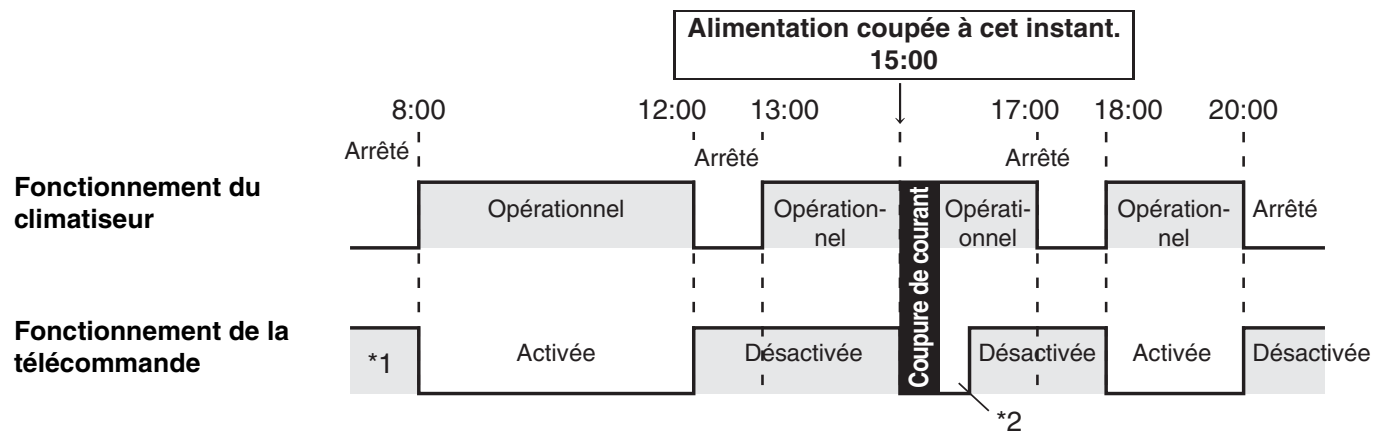 Alimentation coupée à cet instant.
15:00
8:00
12:00
13:00
17:00
18:00
20:00
Arrêté
Arrêté
Arrêté
Fonctionnement du
climatiseur
Opérationnel
Opération-
nel
Coupure de courant
Opérati-
onnel
Opération-
nel
Arrêté
Fonctionnement de la
télécommande
*1
Activée
Désactivée
Désactivée
Activée
Désactivée
*2